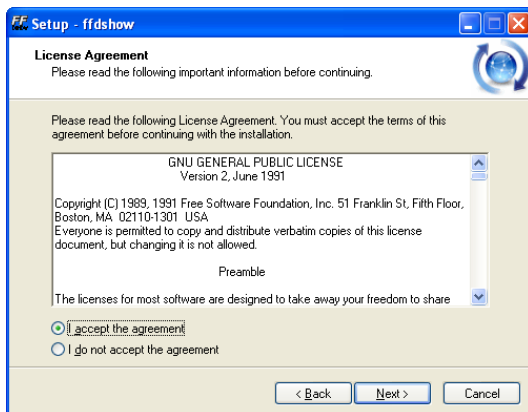 Setup - ffdshow
License Agreement
Please read the following important information before continuing.
Please read the following License Agreement. You must accept the terms of this
agreement before continuing with the installation.
GNU GENERAL PUBLIC LICENSE
Version 2, June 1991
Copyright (C) 1989, 1991 Free Software Foundation, Inc. 51 Franklin St, Fifth Floor,
Boston, MA  02110-1301  USA
Everyone is permitted to copy and distribute verbatim copies of this license
document, but changing it is not allowed.
Preamble
The licenses for most software are designed to take away your freedom to share
I accept the agreement
I do not accept the agreement
< Back
Next >
Cancel